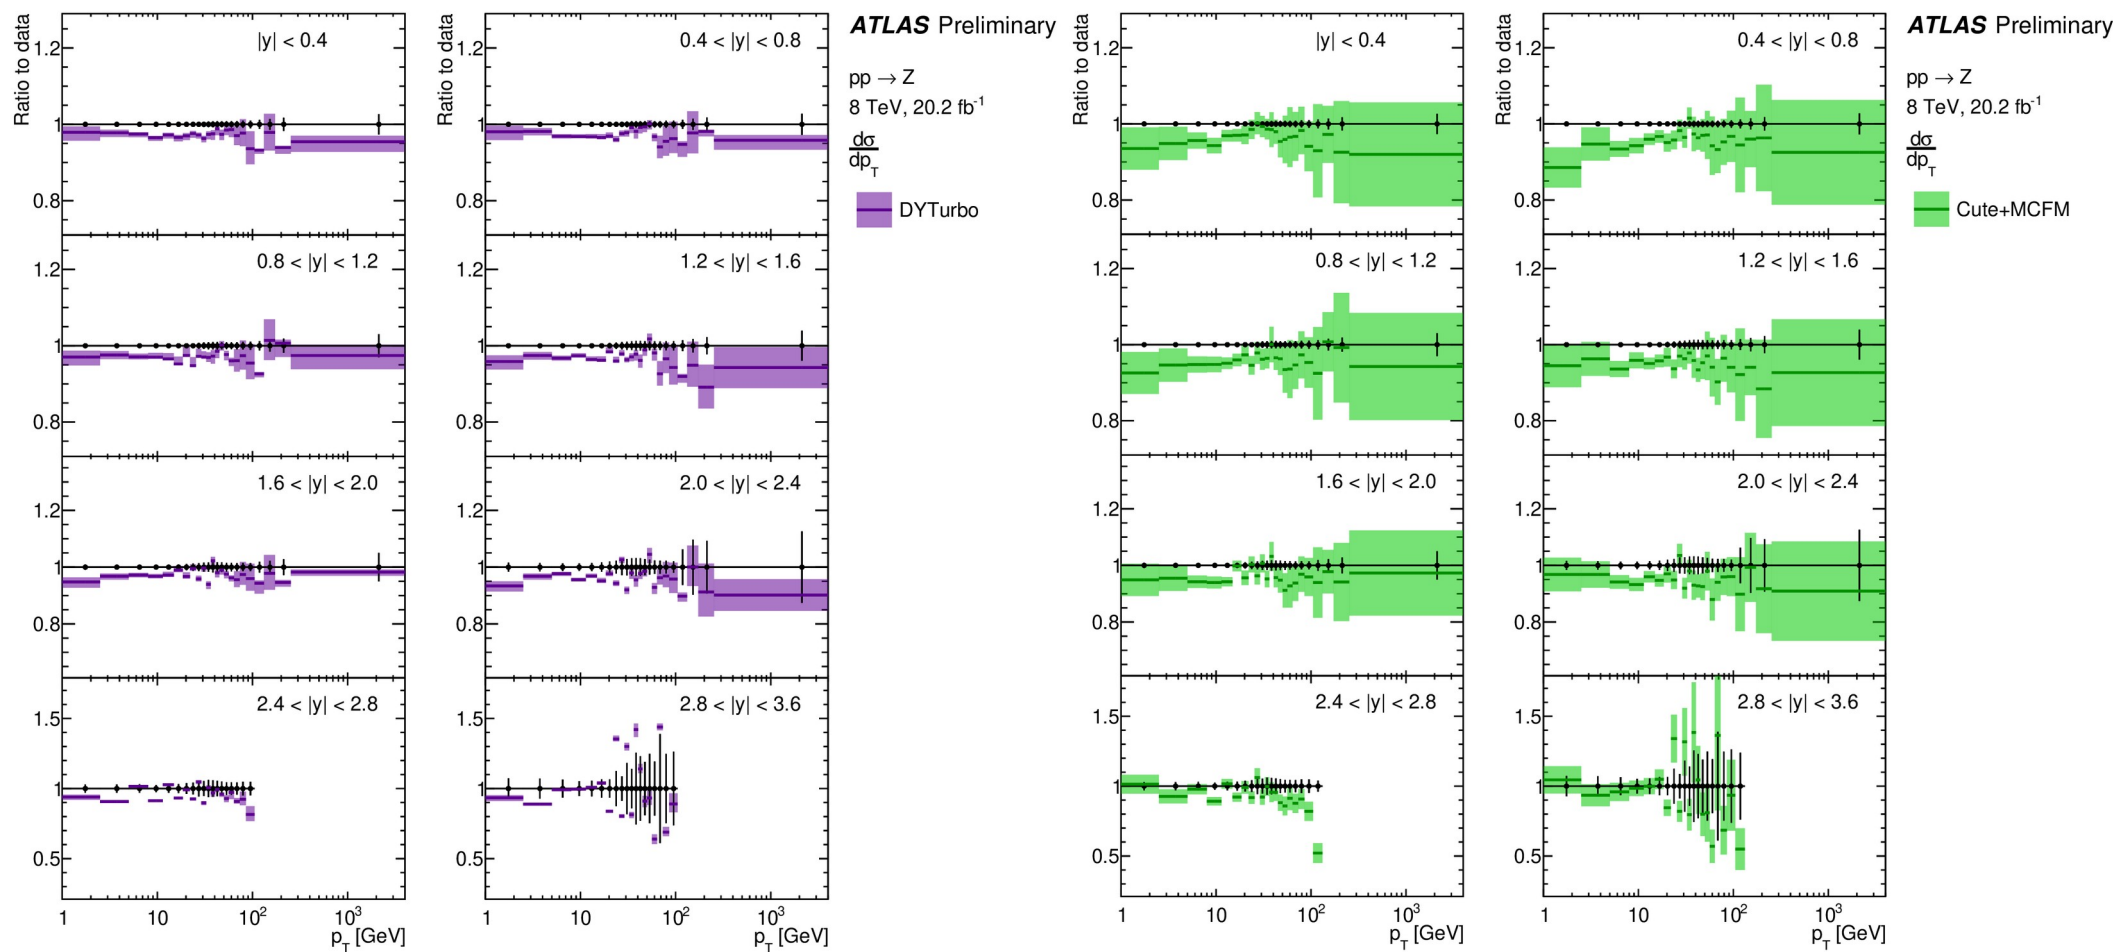 Ratio to data
|y| < 0.4
1.2
1
0.8
Ratio to data
0.4 < |y| < 0.8
1.2
1
0.8
0.8 < |y| < 1.2
1.2
1
0.8
1.2 < |y| < 1.6
1.2
1
0.8
1.6 < |y| < 2.0
1.2
1
0.8
2.0 < |y| < 2.4
1.2
1
0.8
2.4 < |y| < 2.8
1.5
1
0.5
2.8 < |y| < 3.6
1.5
1
0.5
1 10 10² 10³
p_T [GeV]
1 10 10² 10³
p_T [GeV]
ATLAS Preliminary
pp → Z
8 TeV, 20.2 fb⁻¹
dσ
dp_T
DYTurbo
Ratio to data
|y| < 0.4
1.2
1
0.8
Ratio to data
0.4 < |y| < 0.8
1.2
1
0.8
0.8 < |y| < 1.2
1.2
1
0.8
1.2 < |y| < 1.6
1.2
1
0.8
1.6 < |y| < 2.0
1.2
1
0.8
2.0 < |y| < 2.4
1.2
1
0.8
2.4 < |y| < 2.8
1.5
1
0.5
2.8 < |y| < 3.6
1.5
1
0.5
1 10 10² 10³
p_T [GeV]
1 10 10² 10³
p_T [GeV]
ATLAS Preliminary
pp → Z
8 TeV, 20.2 fb⁻¹
dσ
dp_T
Cute+MCFM